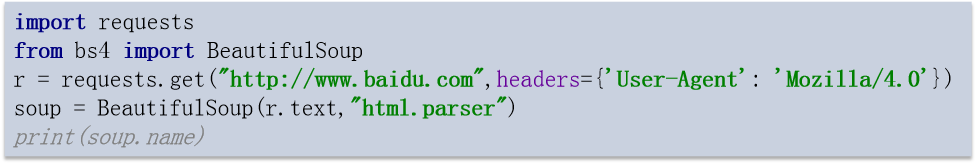 import requests
from bs4 import BeautifulSoup
r = requests.get("http://www.baidu.com",headers={'User-Agent': 'Mozilla/4.0'})
soup = BeautifulSoup(r.text,"html.parser")
print(soup.name)